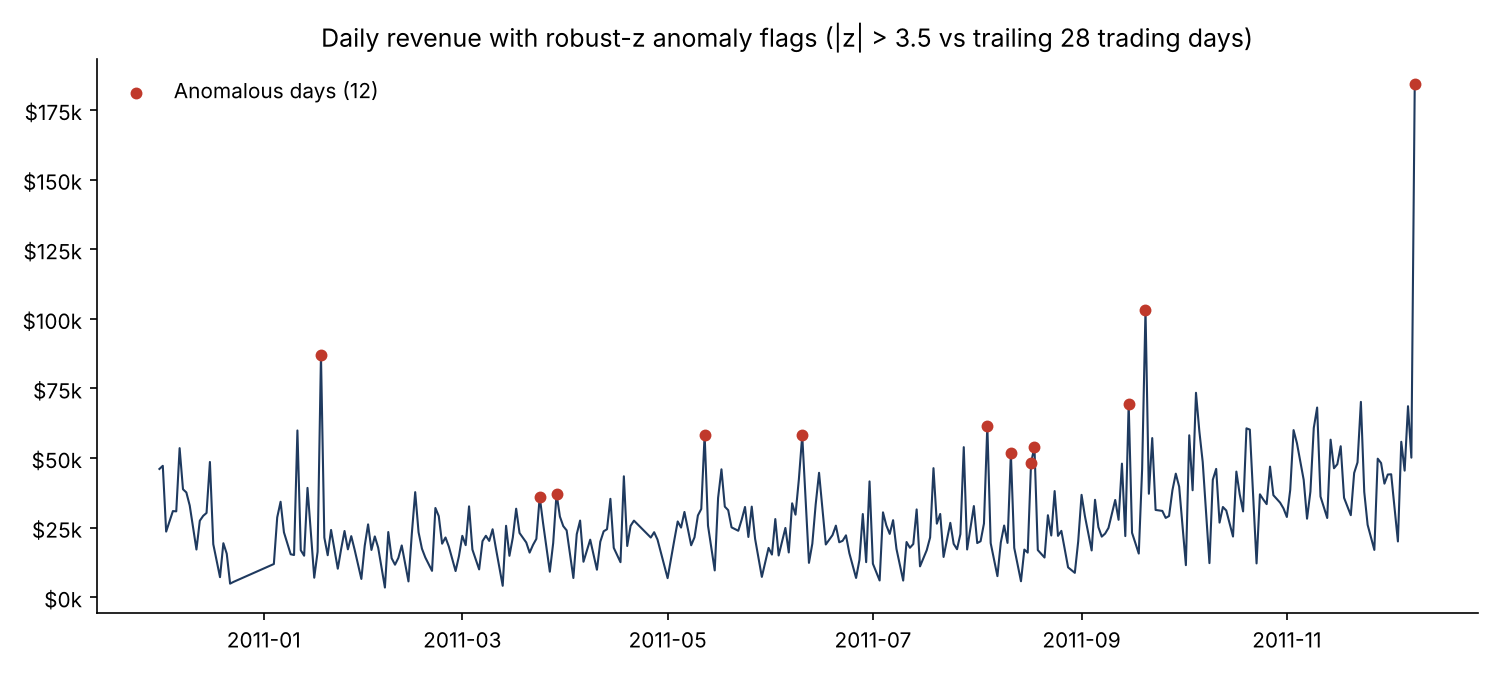 Daily revenue with robust-z anomaly flags (|z| > 3.5 vs trailing 28 trading days)
Anomalous days (12)
$175k
$150k
$125k
$100k
$75k
$50k
$25k
$0k
2011-01
2011-03
2011-05
2011-07
2011-09
2011-11